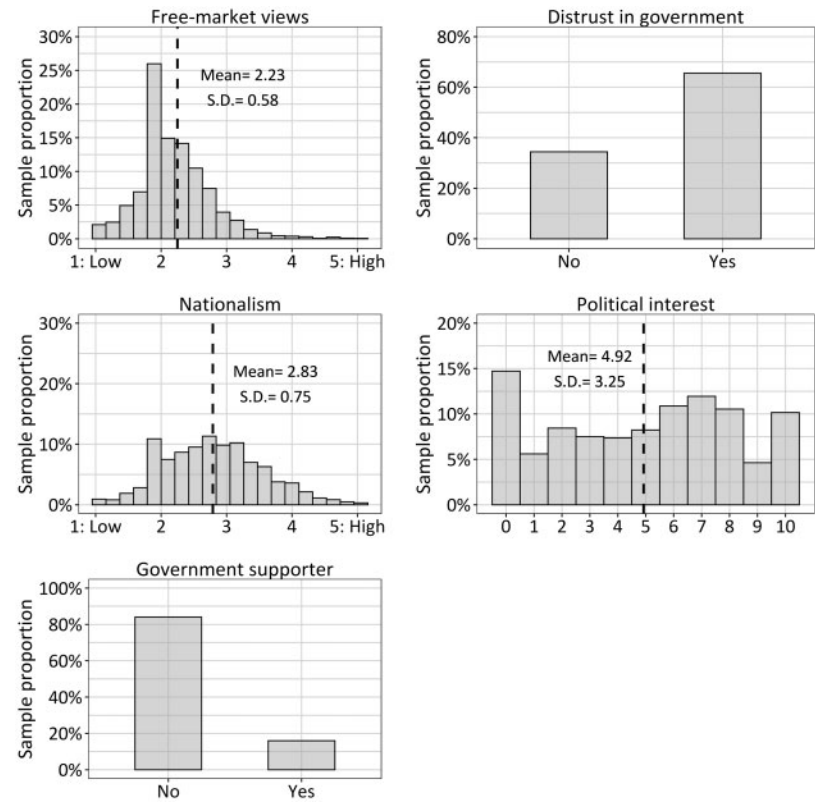 Free-market views
Sample proportion
30%
25%
20%
15%
10%
5%
0%
Mean= 2.23
S.D.= 0.58
1: Low 2 3 4 5: High
Distrust in government
Sample proportion
80%
60%
40%
20%
0%
No Yes
Nationalism
Sample proportion
30%
20%
10%
0%
Mean= 2.83
S.D.= 0.75
1: Low 2 3 4 5: High
Political interest
Sample proportion
20%
15%
10%
5%
0%
Mean= 4.92
S.D.= 3.25
0 1 2 3 4 5 6 7 8 9 10
Government supporter
Sample proportion
100%
80%
60%
40%
20%
0%
No Yes